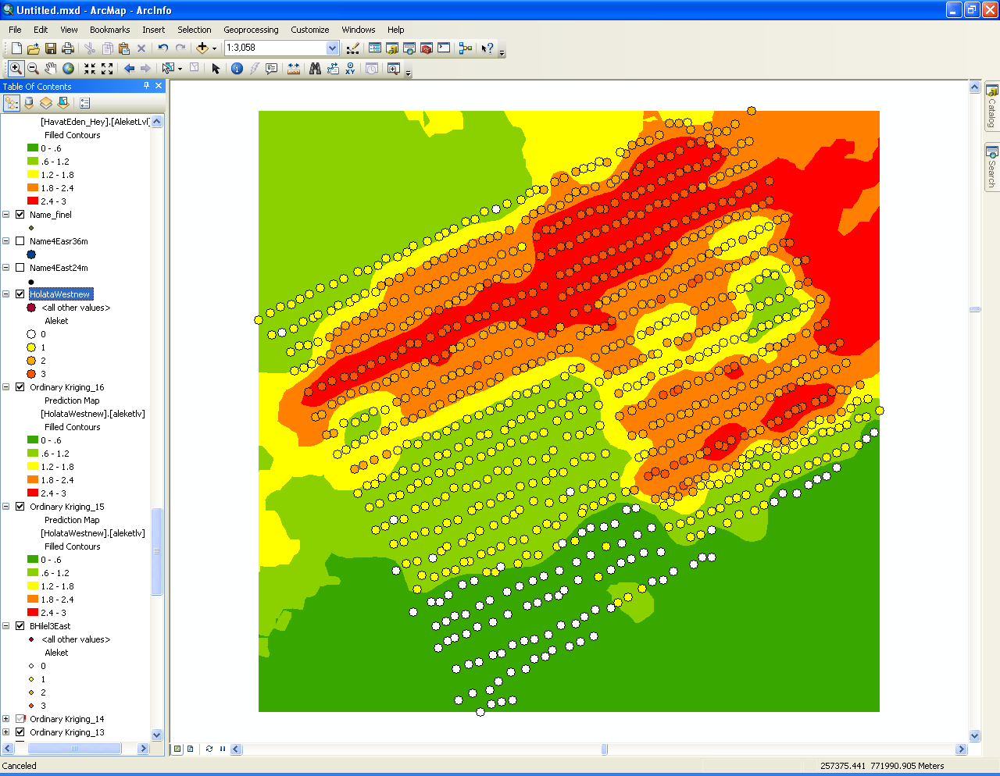 Untitled.mxd - ArcMap - ArcInfo
File Edit View Bookmarks Insert Selection Geoprocessing Customize Windows Help
1:3,058
XY
Table Of Contents
[HavatEden_Hey].[AleketLvl]
Filled Contours
0 - .6
.6 - 1.2
1.2 - 1.8
1.8 - 2.4
2.4 - 3
Name_finel
Name4Easr36m
Name4East24m
HolataWestnew
<all other values>
Aleket
0
1
2
3
Ordinary Kriging_16
Prediction Map
[HolataWestnew].[aleketlv]
Filled Contours
0 - .6
.6 - 1.2
1.2 - 1.8
1.8 - 2.4
2.4 - 3
Ordinary Kriging_15
Prediction Map
[HolataWestnew].[aleketlv]
Filled Contours
0 - .6
.6 - 1.2
1.2 - 1.8
1.8 - 2.4
2.4 - 3
BHilel3East
<all other values>
Aleket
0
1
2
3
Ordinary Kriging_14
Ordinary Kriging_13
Catalog
Search
Canceled
257375.441 771990.905 Meters